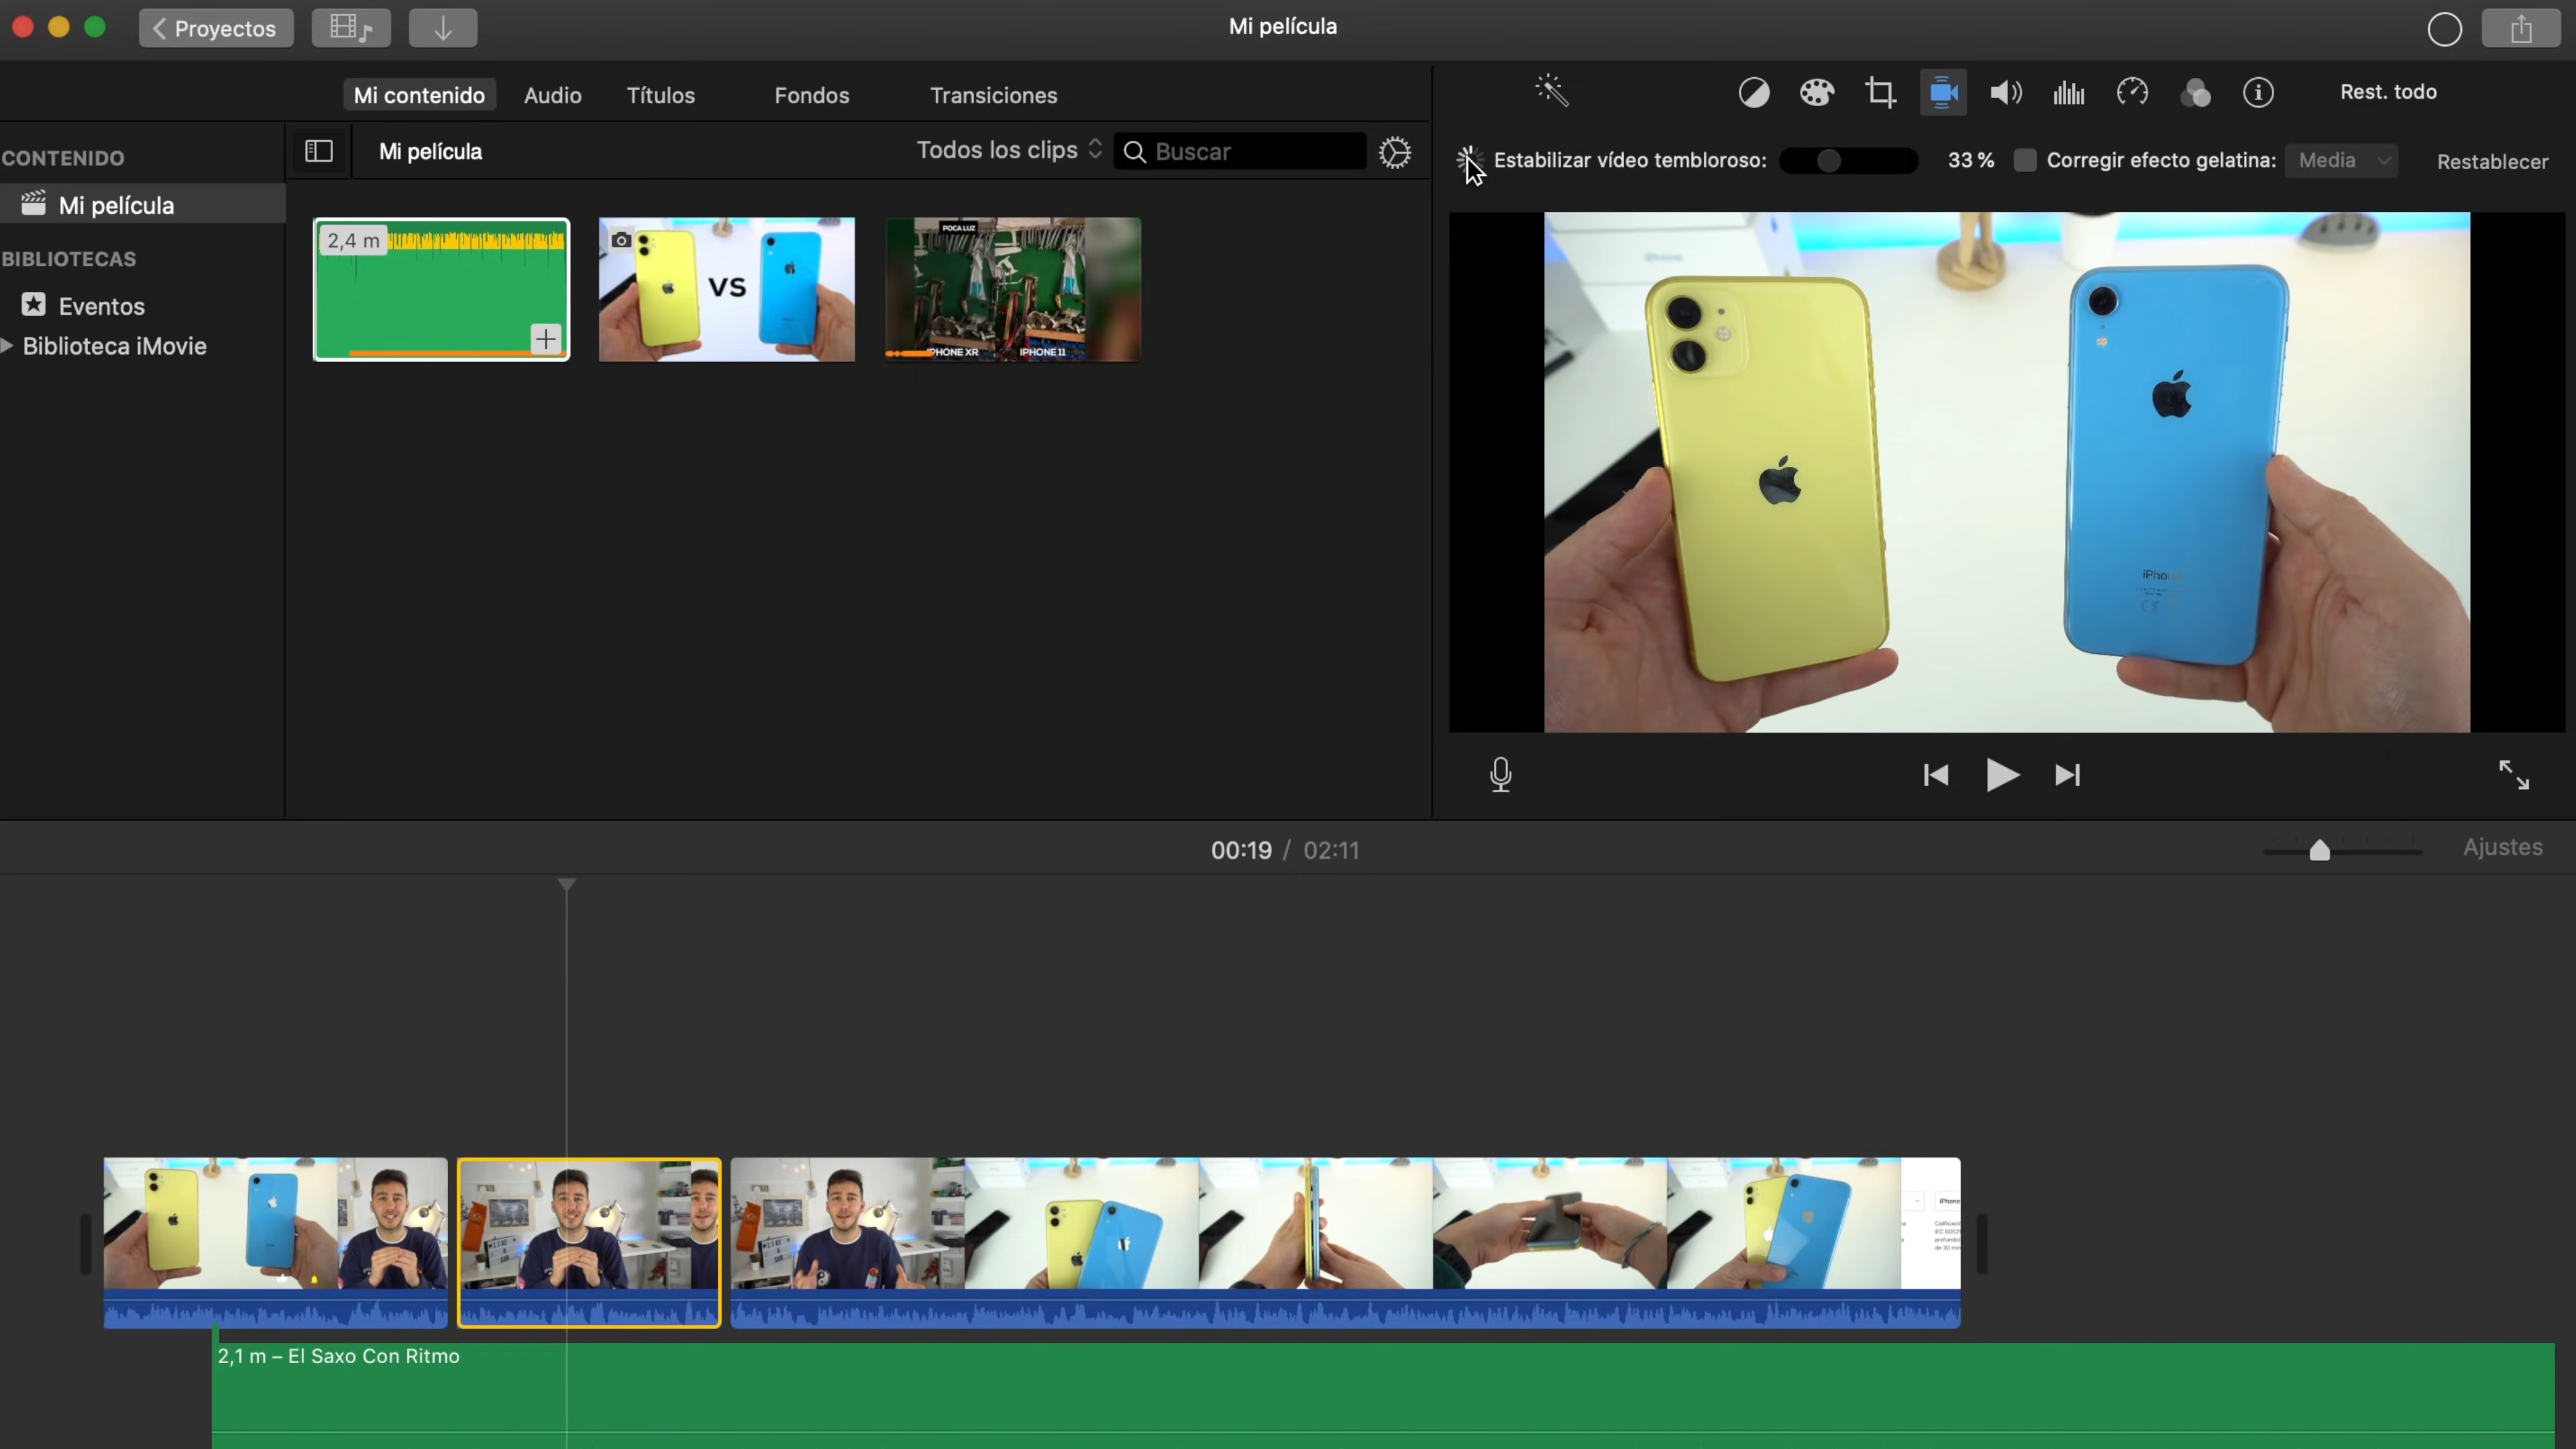 Proyectos
Mi película
Mi contenido
Audio
Títulos
Fondos
Transiciones
Rest. todo
CONTENIDO
Mi película
Todos los clips
Buscar
Estabilizar vídeo tembloroso:
33 %
Corregir efecto gelatina:
Media
Restablecer
Mi película
BIBLIOTECAS
Eventos
Biblioteca iMovie
2,4 m
VS
POCA LUZ
IPHONE XR
IPHONE 11
00:19 / 02:11
Ajustes
2,1 m – El Saxo Con Ritmo